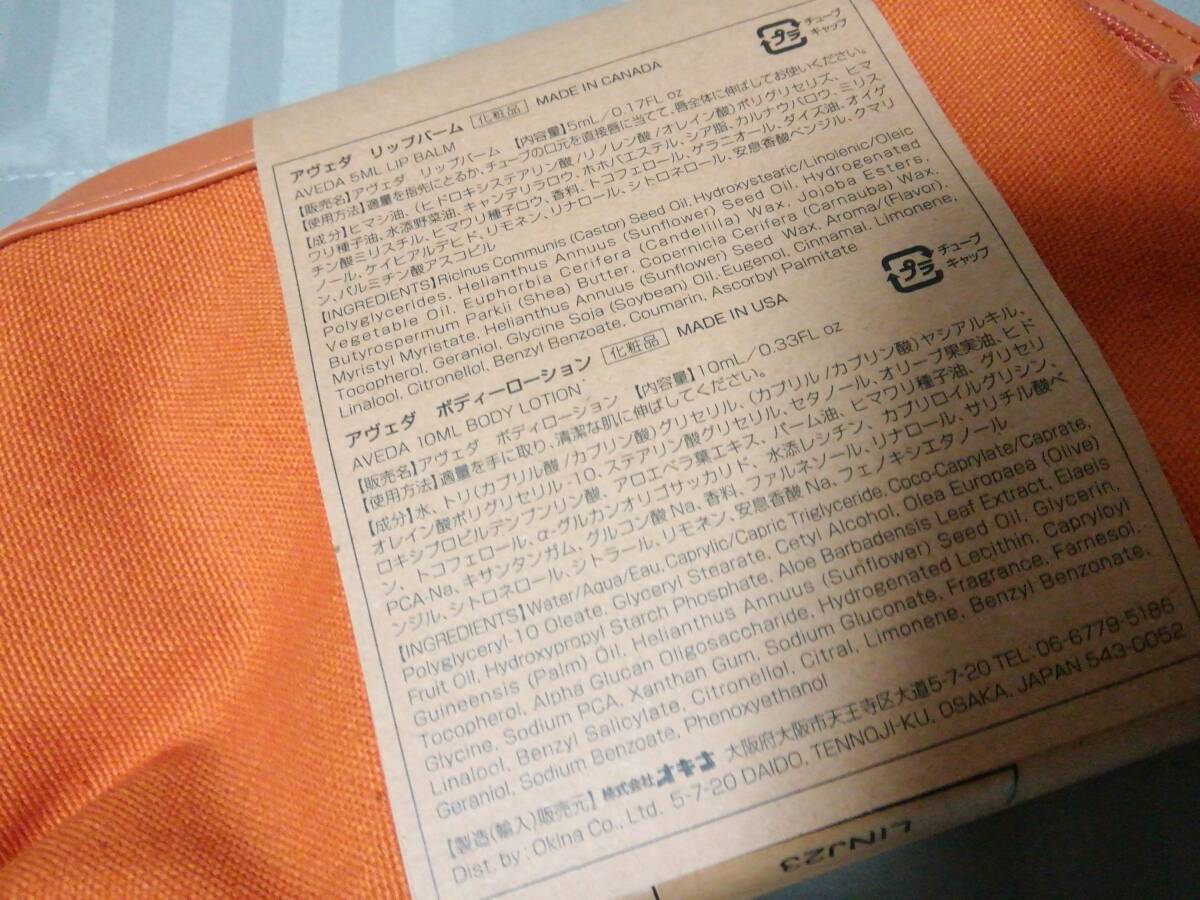 プラ チューブ
キャップ
アヴェダ リップバーム 化粧品 MADE IN CANADA
AVEDA 5ML LIP BALM
【販売名】アヴェダ リップバーム 【内容量】5mL/0.17FL oz
【使用方法】適量を指先にとるか、チューブの口元を直接唇に当てて、唇全体に伸ばしてお使いください。
【成分】ヒマシ油、(ヒドロキシステアリン酸/リノレン酸/オレイン酸)ポリグリセリズ、ヒマ
ワリ種子油、水添野菜油、キャンデリラロウ、ホホバエステル、シア脂、カルナウバロウ、ミリス
チン酸ミリスチル、ヒマワリ種子ロウ、香料、トコフェロール、ゲラニオール、ダイズ油、オイゲ
ノール、ケイヒアルデヒド、リモネン、リナロール、シトロネロール、安息香酸ベンジル、クマリ
ン、パルミチン酸アスコビル
【INGREDIENTS】Ricinus Communis (Castor) Seed Oil, Hydroxystearic/Linolenic/Oleic
Polyglycerides, Helianthus Annuus (Sunflower) Seed Oil, Hydrogenated
Vegetable Oil, Euphorbia Cerifera (Candelilla) Wax, Jojoba Esters,
Butyrospermum Parkii (Shea) Butter, Copernicia Cerifera (Carnauba) Wax,
Myristyl Myristate, Helianthus Annuus (Sunflower) Seed Wax, Aroma/(Flavor),
Tocopherol, Geraniol, Glycine Soja (Soybean) Oil, Eugenol, Cinnamal, Limonene,
Linalool, Citronellol, Benzyl Benzoate, Coumarin, Ascorbyl Palmitate
プラ チューブ
キャップ
アヴェダ ボディーローション 化粧品 MADE IN USA
AVEDA 10ML BODY LOTION
【販売名】アヴェダ ボディーローション 【内容量】10mL/0.33FL oz
【使用方法】適量を手に取り、清潔な肌に伸ばしてください。
【成分】水、トリ(カプリル酸/カプリン酸)グリセリル、(カプリル/カプリン酸)ヤシアルキル、
オレイン酸ポリグリセリル-10、ステアリン酸グリセリル、セタノール、オリーブ果実油、ヒド
ロキシプロピルデンプンリン酸、アロエベラ葉エキス、パーム油、ヒマワリ種子油、グリセリ
ン、トコフェロール、α-グルカンオリゴサッカリド、水添レシチン、カプリロイルグリシン、
PCA-Na、キサンタンガム、グルコン酸Na、香料、ファルネソール、リナロール、サリチル酸ベ
ンジル、シトロネロール、シトラール、リモネン、安息香酸Na、フェノキシエタノール
【INGREDIENTS】Water/Aqua/Eau, Caprylic/Capric Triglyceride, Coco-Caprylate/Caprate,
Polyglyceryl-10 Oleate, Glyceryl Stearate, Cetyl Alcohol, Olea Europaea (Olive)
Fruit Oil, Hydroxypropyl Starch Phosphate, Aloe Barbadensis Leaf Extract, Elaeis
Guineensis (Palm) Oil, Helianthus Annuus (Sunflower) Seed Oil, Glycerin,
Tocopherol, Alpha Glucan Oligosaccharide, Hydrogenated Lecithin, Capryloyl
Glycine, Sodium PCA, Xanthan Gum, Sodium Gluconate, Fragrance, Farnesol,
Linalool, Benzyl Salicylate, Citronellol, Citral, Limonene, Benzyl Benzonate,
Geraniol, Sodium Benzoate, Phenoxyethanol
【製造(輸入)販売元】株式会社オキナ 大阪府大阪市天王寺区大道5-7-20 TEL:06-6779-5186
Dist. by : Okina Co., Ltd. 5-7-20 DAIDO, TENNOJI-KU, OSAKA, JAPAN 543-0052
LINJ23